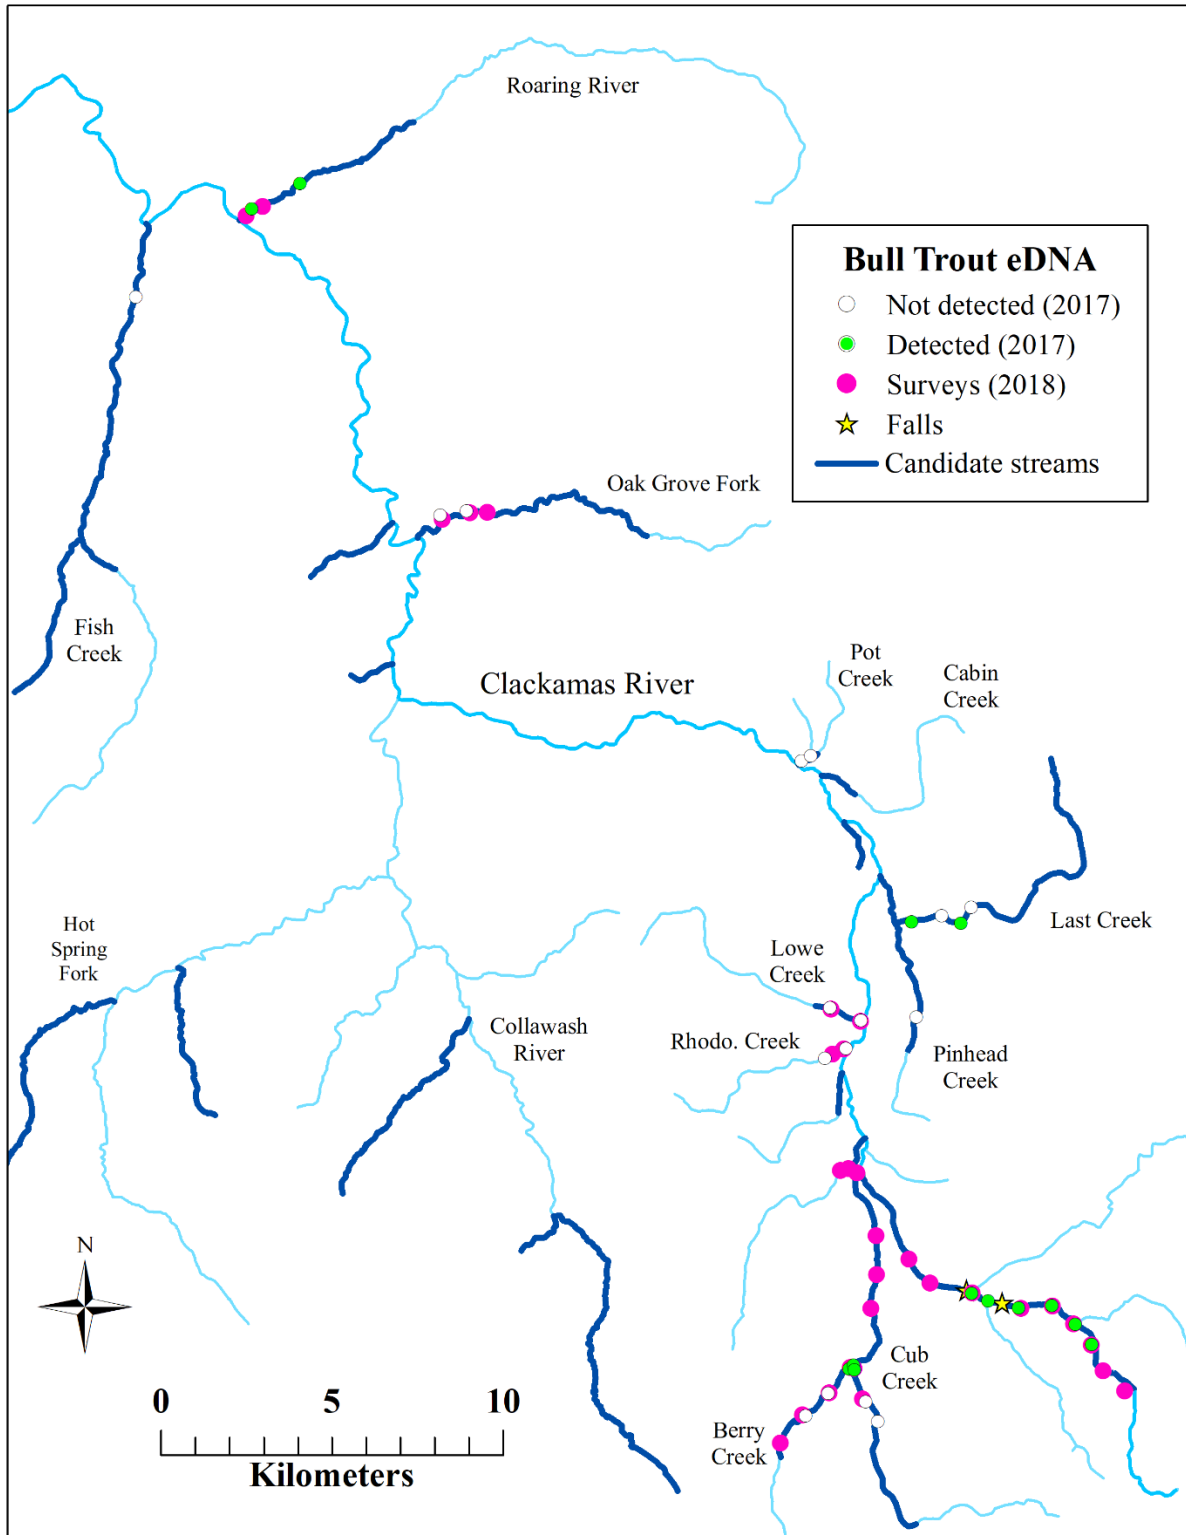 Roaring River
Bull Trout eDNA
Not detected (2017)
Detected (2017)
Surveys (2018)
Falls
Candidate streams
Oak Grove Fork
Fish
Creek
Clackamas River
Pot
Creek
Cabin
Creek
Last Creek
Hot
Spring
Fork
Lowe
Creek
Collawash
River
Rhodo. Creek
Pinhead
Creek
N
Cub
Creek
Berry
Creek
0 5 10
Kilometers